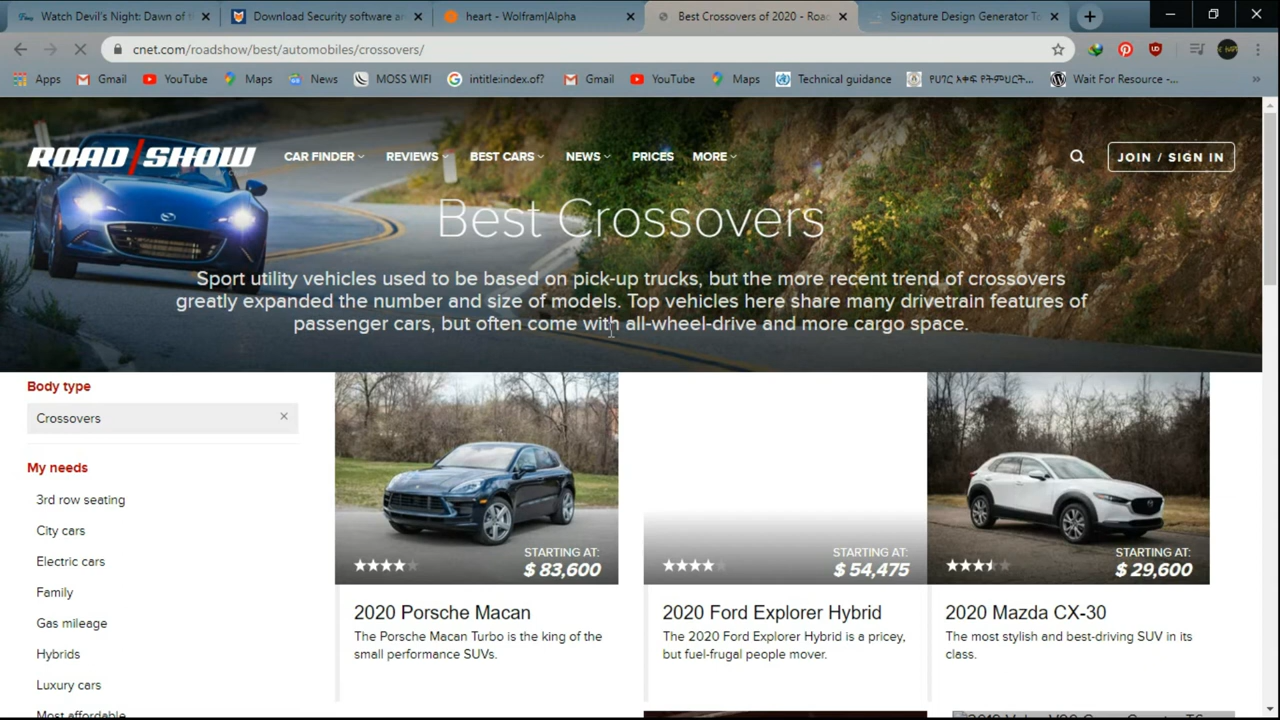 Watch Devil's Night: Dawn of t
Download Security software a
heart - Wolfram|Alpha
Best Crossovers of 2020 - Road
Signature Design Generator To
cnet.com/roadshow/best/automobiles/crossovers/
Apps Gmail YouTube Maps News MOSS WIFI intitle:index.of? Gmail YouTube Maps Technical guidance የሀገር አቀፍ የትምህርት... Wait For Resource -... »
ROAD/SHOW
CAR FINDER REVIEWS BEST CARS NEWS PRICES MORE
JOIN / SIGN IN
Best Crossovers
Sport utility vehicles used to be based on pick-up trucks, but the more recent trend of crossovers
greatly expanded the number and size of models. Top vehicles here share many drivetrain features of
passenger cars, but often come with all-wheel-drive and more cargo space.
Body type
Crossovers
My needs
3rd row seating
City cars
Electric cars
Family
Gas mileage
Hybrids
Luxury cars
Most affordable
STARTING AT:
$ 83,600
2020 Porsche Macan
The Porsche Macan Turbo is the king of the
small performance SUVs.
STARTING AT:
$ 54,475
2020 Ford Explorer Hybrid
The 2020 Ford Explorer Hybrid is a pricey,
but fuel-frugal people mover.
STARTING AT:
$ 29,600
2020 Mazda CX-30
The most stylish and best-driving SUV in its
class.